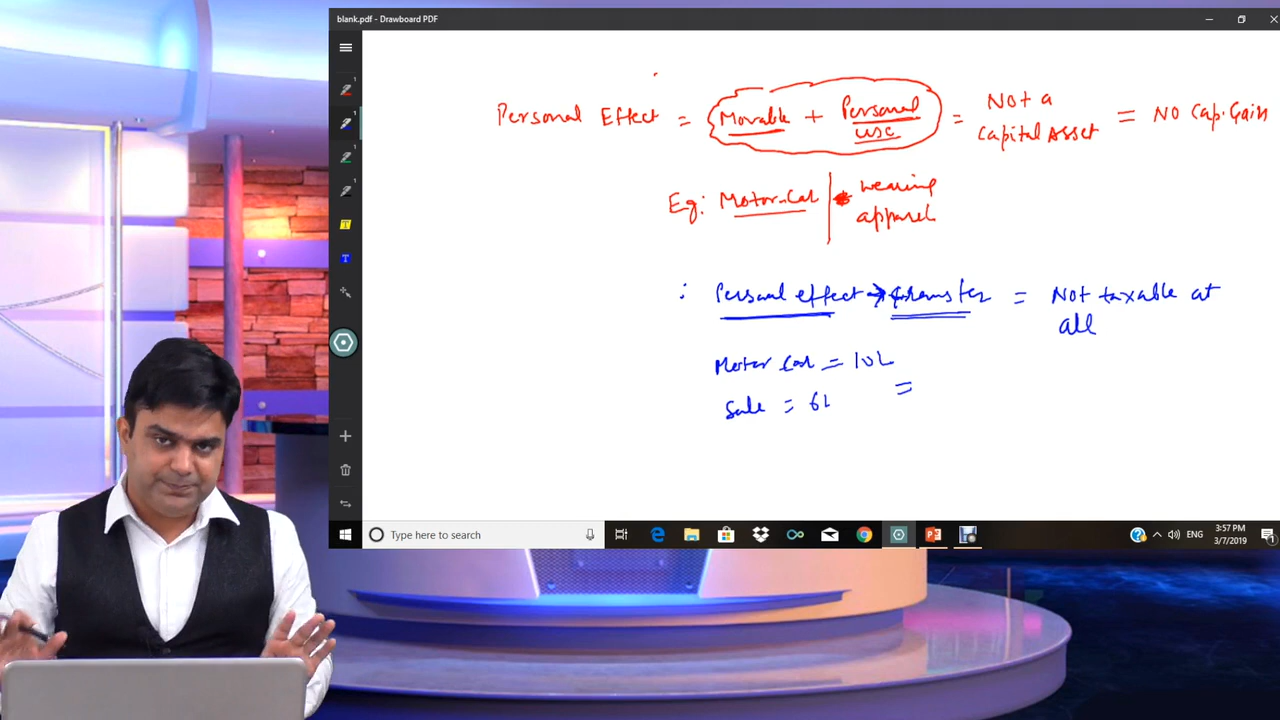 blank.pdf - Drawboard PDF
Personal Effect = Movable + Personal use = Not a Capital Asset = NO Cap. Gain
Eg: Motor-Car | wearing apparel
∴ Personal effect → transfer = Not taxable at all
Motor Car = 10L
Sale = 6L =
T
T
Type here to search
ENG
3:57 PM
3/7/2019
1